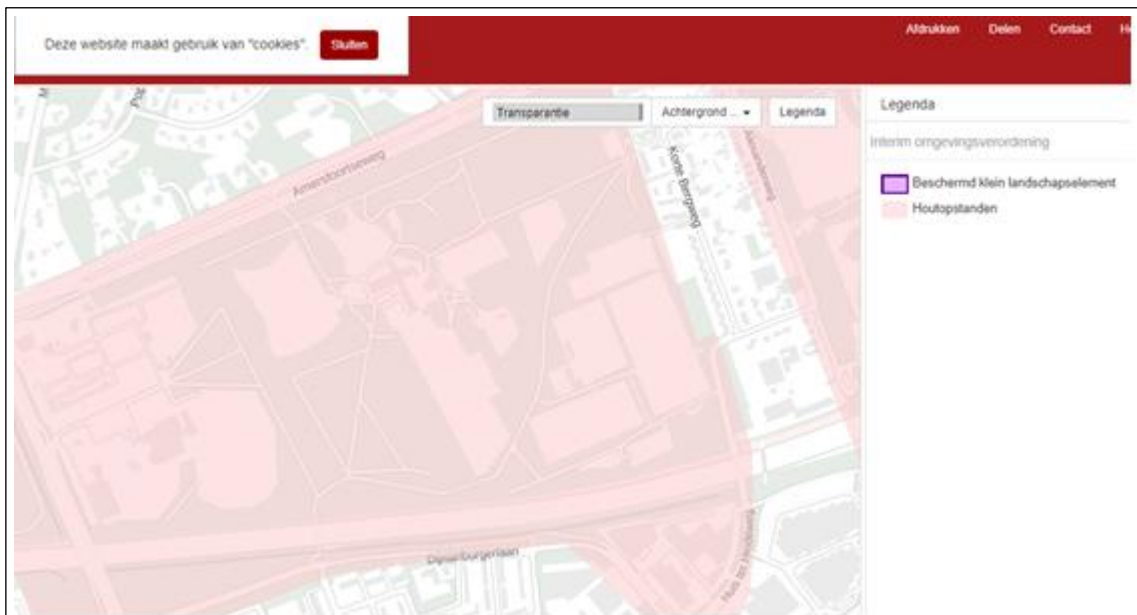 Deze website maakt gebruik van "cookies".
Sluiten
Afdrukken
Delen
Contact
He
Transparantie
Achtergrond ...
Legenda
Legenda
Interim omgevingsverordening
Beschermd klein landschapselement
Houtopstanden
Amersfoortseweg
Korte Bergweg